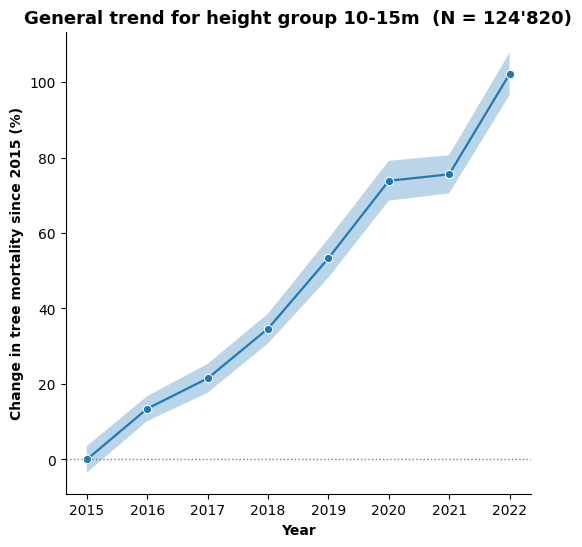 General trend for height group 10-15m  (N = 124'820)
Change in tree mortality since 2015 (%)
100
80
60
40
20
0
2015 2016 2017 2018 2019 2020 2021 2022
Year